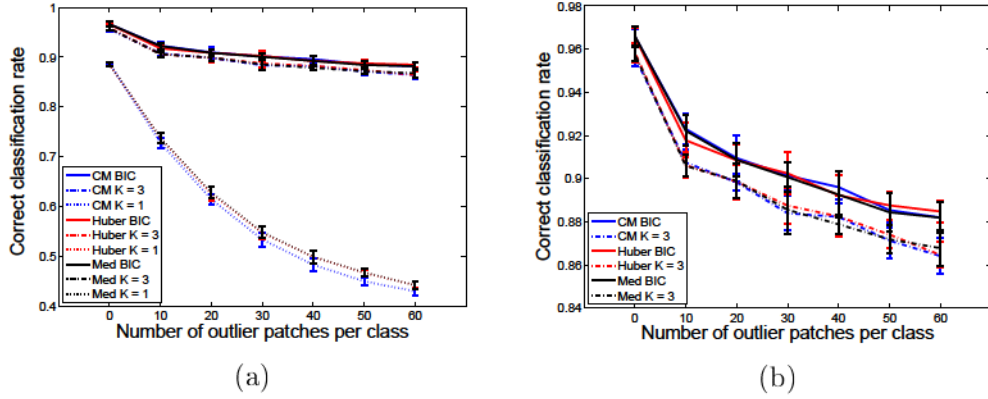 1
0.9
0.8
0.7
0.6
0.5
0.4
Correct classification rate
CM BIC
CM K = 3
CM K = 1
Huber BIC
Huber K = 3
Huber K = 1
Med BIC
Med K = 3
Med K = 1
0 10 20 30 40 50 60
Number of outlier patches per class
(a)
0.98
0.96
0.94
0.92
0.9
0.88
0.86
0.84
Correct classification rate
CM BIC
CM K = 3
Huber BIC
Huber K = 3
Med BIC
Med K = 3
0 10 20 30 40 50 60
Number of outlier patches per class
(b)